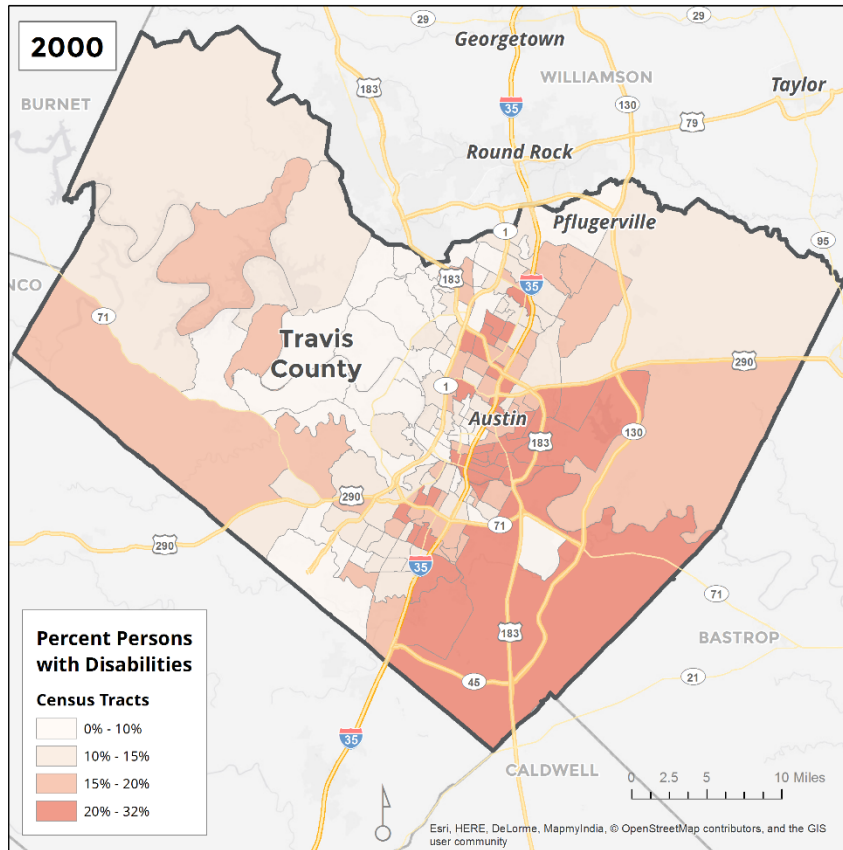 2000
29
Georgetown
29
WILLIAMSON
BURNET
183
35
130
Taylor
79
Round Rock
Pflugerville
1
95
183
35
NCO
71
Travis
County
290
1
Austin
183
130
290
71
290
35
71
183
BASTROP
45
21
35
CALDWELL
Percent Persons
with Disabilities
Census Tracts
0% - 10%
10% - 15%
15% - 20%
20% - 32%
0 2.5 5 10 Miles
Esri, HERE, DeLorme, MapmyIndia, © OpenStreetMap contributors, and the GIS
user community